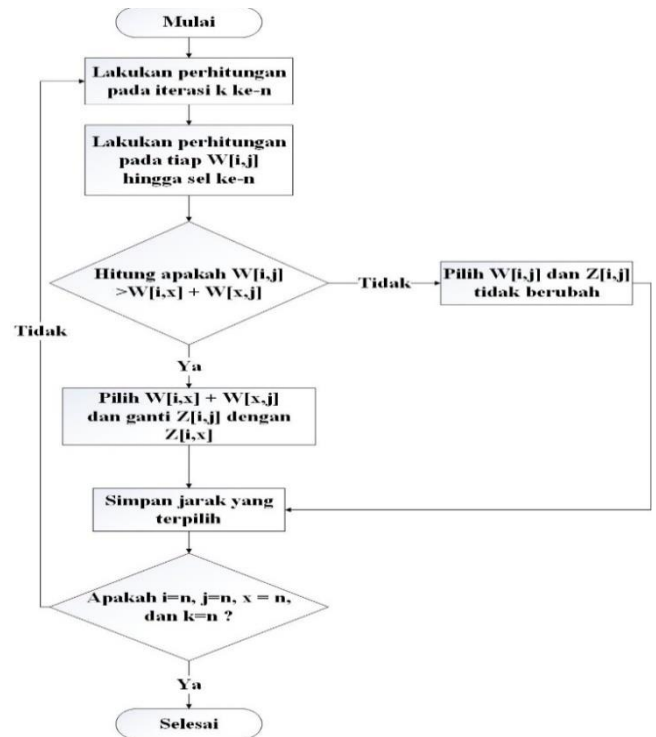 Mulai
Lakukan perhitungan
pada iterasi k ke-n
Lakukan perhitungan
pada tiap W[i,j]
hingga sel ke-n
Hitung apakah W[i,j]
>W[i,x] + W[x,j]
Tidak
Pilih W[i,j] dan Z[i,j]
tidak berubah
Tidak
Ya
Pilih W[i,x] + W[x,j]
dan ganti Z[i,j] dengan
Z[i,x]
Simpan jarak yang
terpilih
Apakah i=n, j=n, x = n,
dan k=n ?
Ya
Selesai